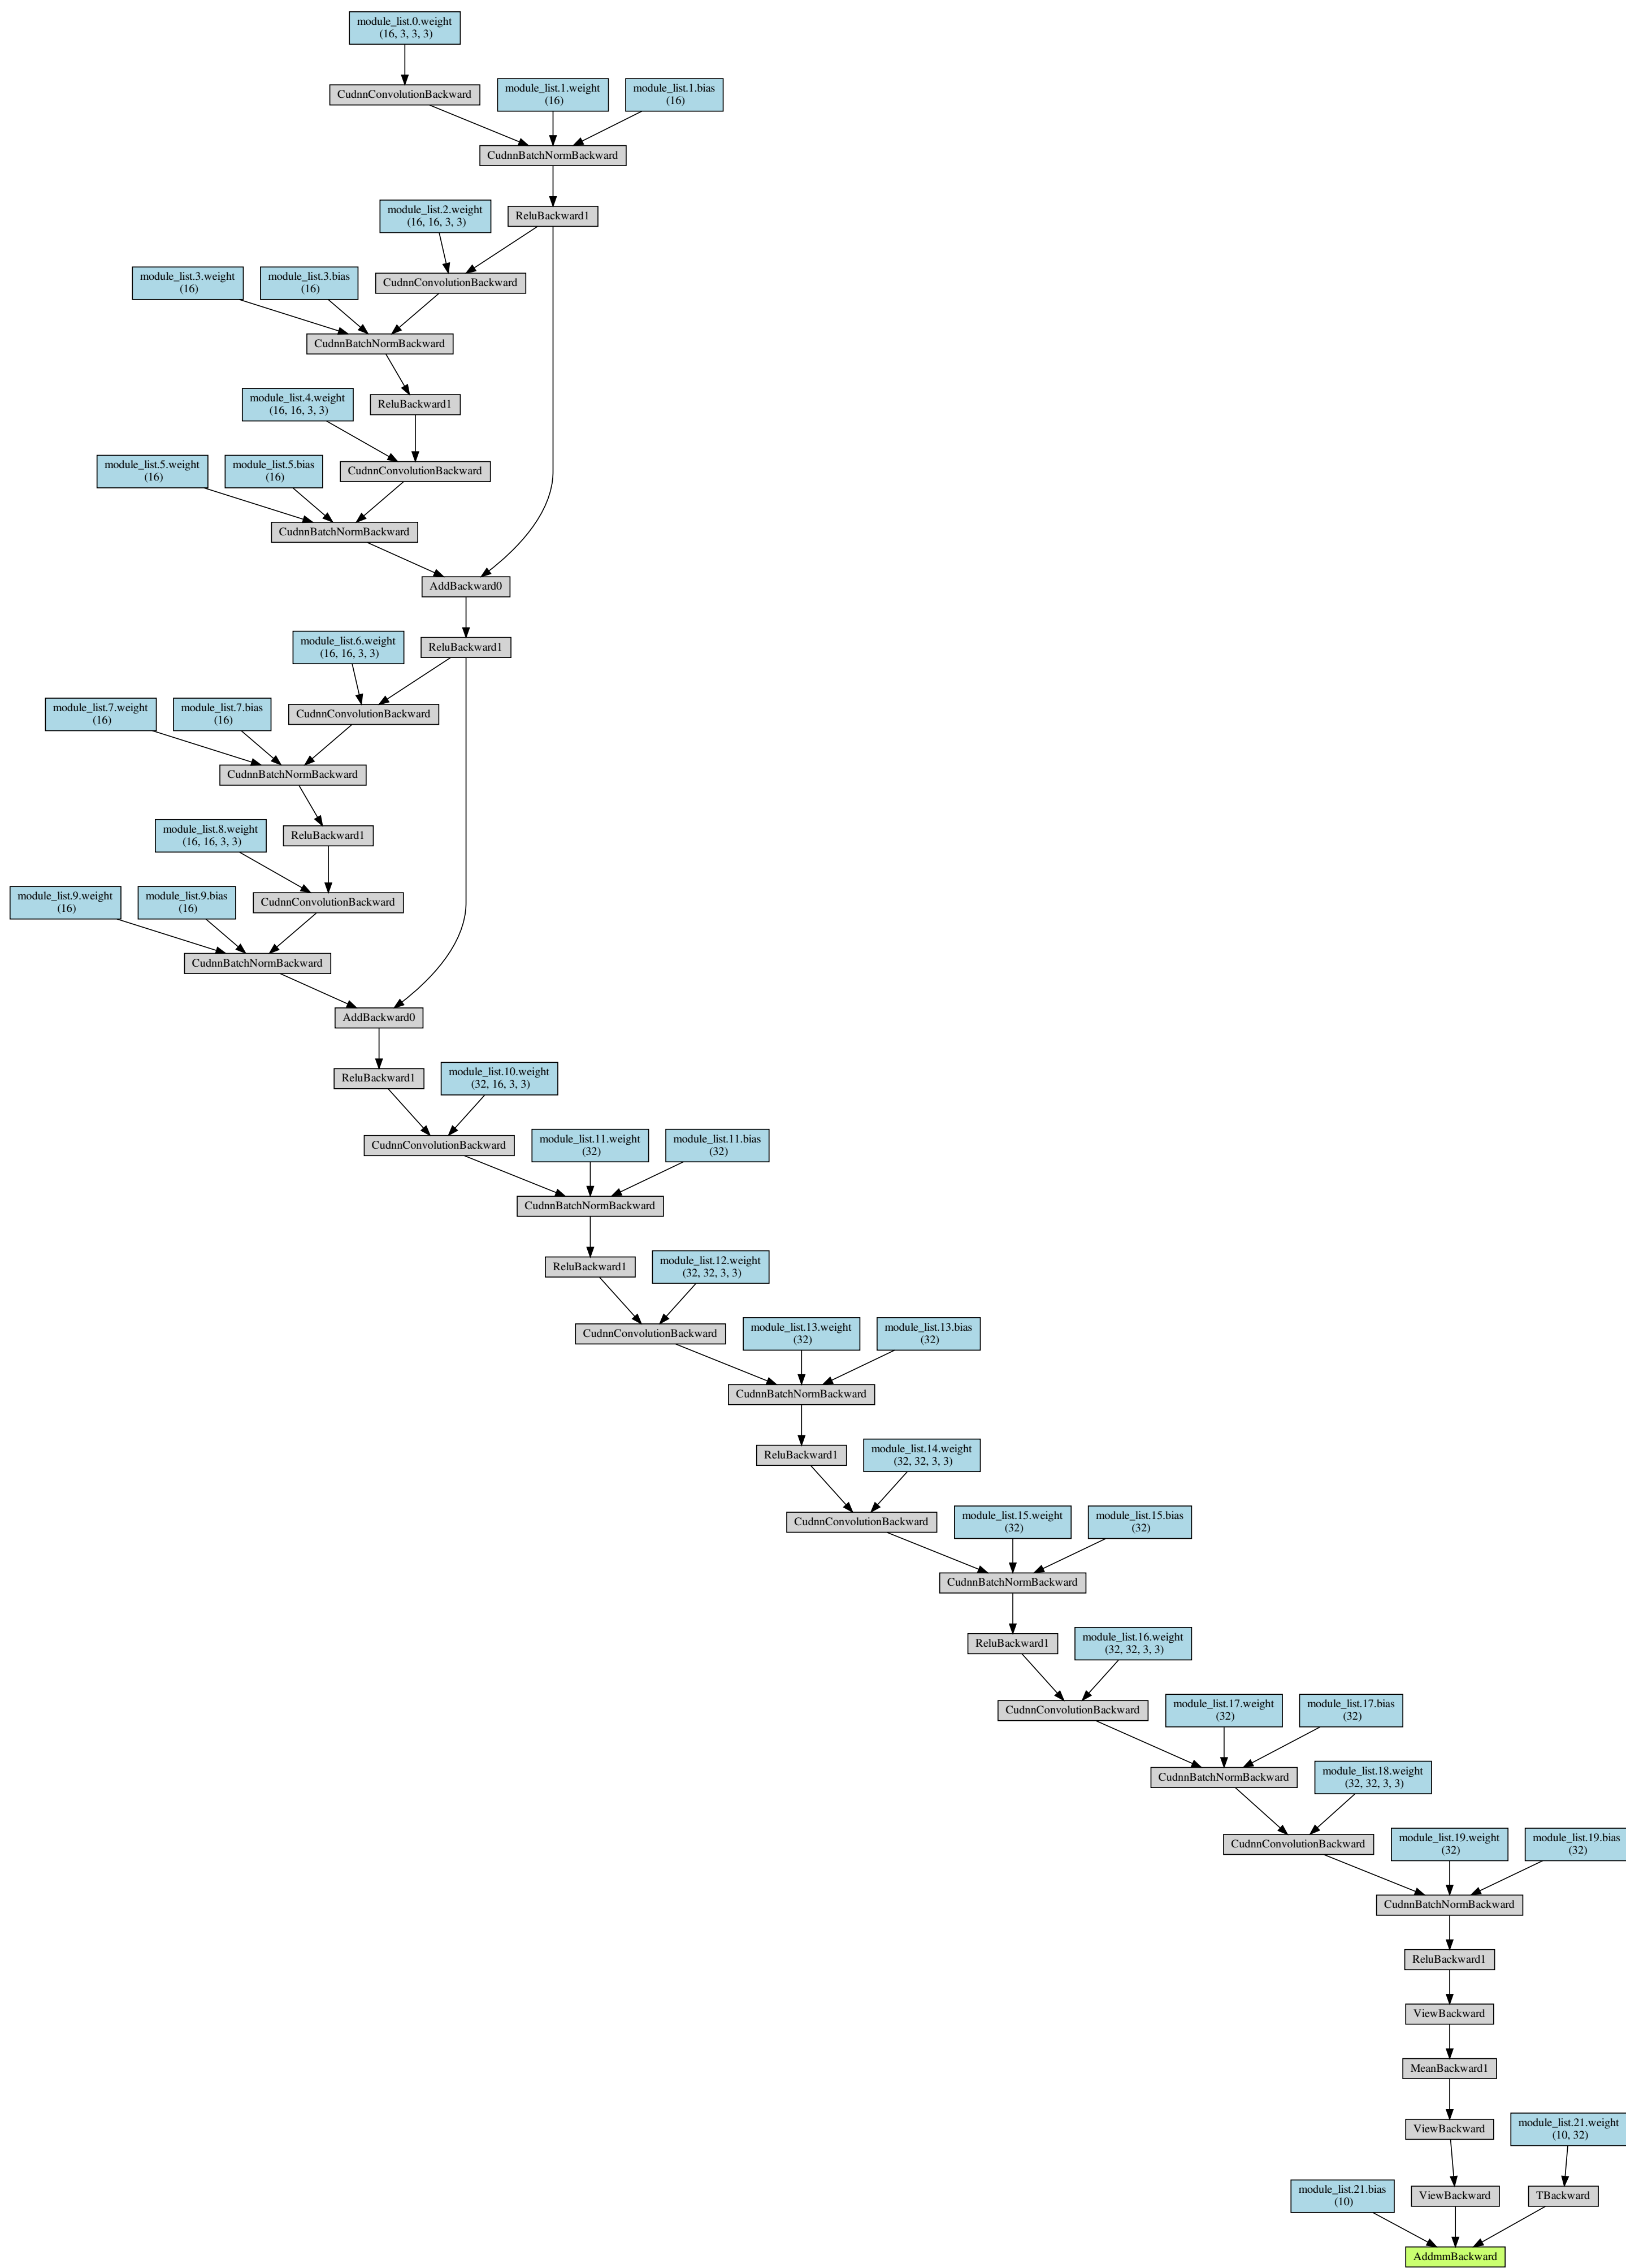 module_list.0.weight
(16, 3, 3, 3)
CudnnConvolutionBackward
module_list.1.weight
(16)
module_list.1.bias
(16)
CudnnBatchNormBackward
module_list.2.weight
(16, 16, 3, 3)
ReluBackward1
module_list.3.weight
(16)
module_list.3.bias
(16)
CudnnConvolutionBackward
CudnnBatchNormBackward
module_list.4.weight
(16, 16, 3, 3)
ReluBackward1
module_list.5.weight
(16)
module_list.5.bias
(16)
CudnnConvolutionBackward
CudnnBatchNormBackward
AddBackward0
module_list.6.weight
(16, 16, 3, 3)
ReluBackward1
module_list.7.weight
(16)
module_list.7.bias
(16)
CudnnConvolutionBackward
CudnnBatchNormBackward
module_list.8.weight
(16, 16, 3, 3)
ReluBackward1
module_list.9.weight
(16)
module_list.9.bias
(16)
CudnnConvolutionBackward
CudnnBatchNormBackward
AddBackward0
ReluBackward1
module_list.10.weight
(32, 16, 3, 3)
CudnnConvolutionBackward
module_list.11.weight
(32)
module_list.11.bias
(32)
CudnnBatchNormBackward
ReluBackward1
module_list.12.weight
(32, 32, 3, 3)
CudnnConvolutionBackward
module_list.13.weight
(32)
module_list.13.bias
(32)
CudnnBatchNormBackward
ReluBackward1
module_list.14.weight
(32, 32, 3, 3)
CudnnConvolutionBackward
module_list.15.weight
(32)
module_list.15.bias
(32)
CudnnBatchNormBackward
ReluBackward1
module_list.16.weight
(32, 32, 3, 3)
CudnnConvolutionBackward
module_list.17.weight
(32)
module_list.17.bias
(32)
CudnnBatchNormBackward
module_list.18.weight
(32, 32, 3, 3)
CudnnConvolutionBackward
module_list.19.weight
(32)
module_list.19.bias
(32)
CudnnBatchNormBackward
ReluBackward1
ViewBackward
MeanBackward1
ViewBackward
module_list.21.weight
(10, 32)
module_list.21.bias
(10)
ViewBackward
TBackward
AddmmBackward